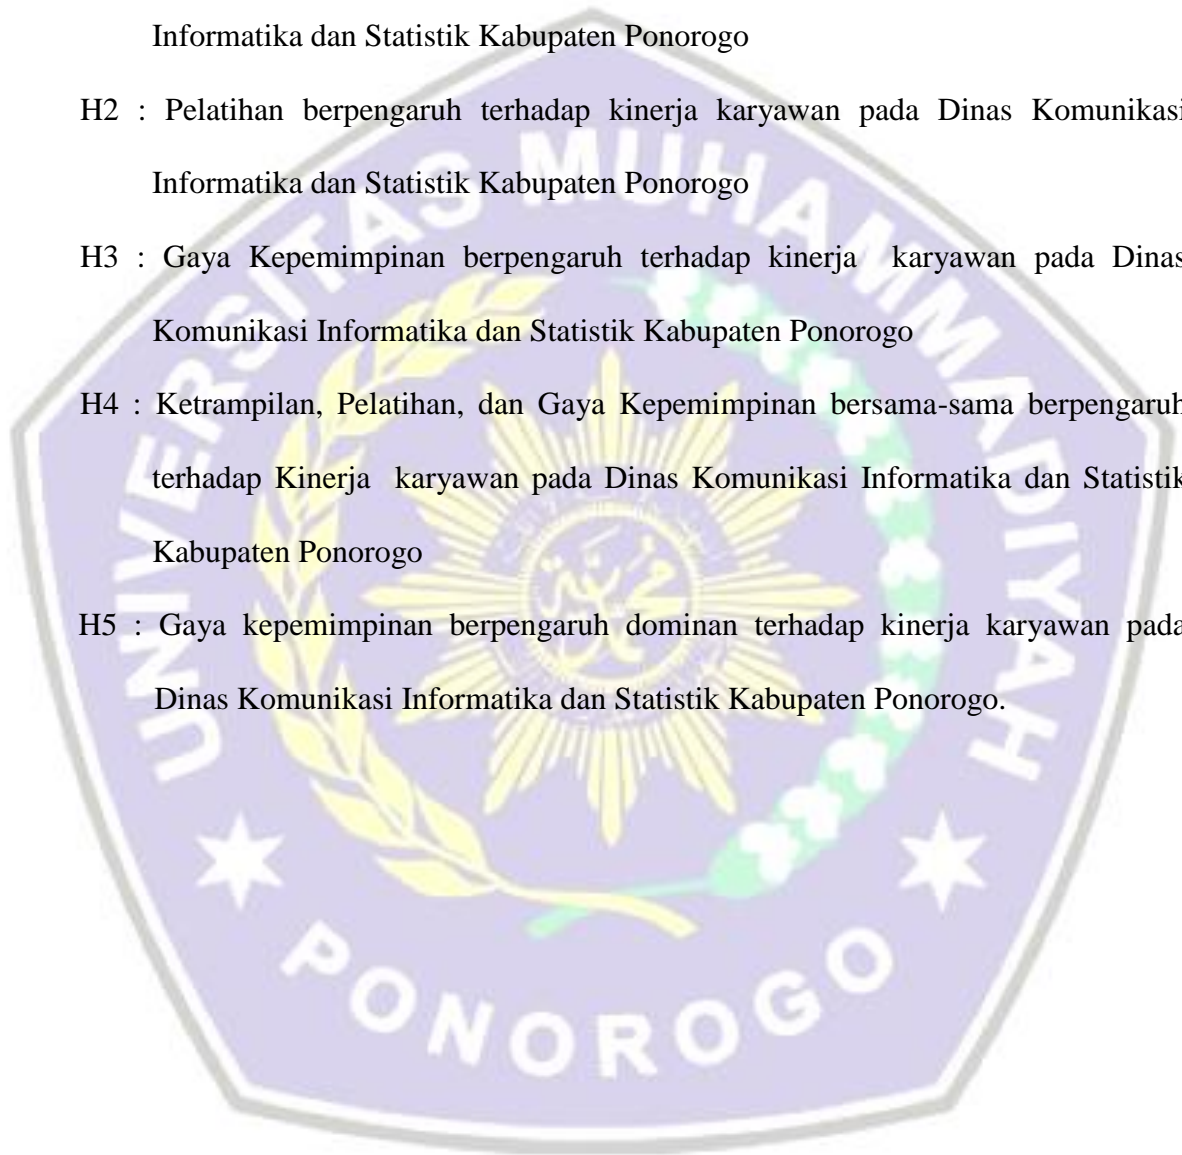 Informatika dan Statistik Kabupaten Ponorogo
H2 : Pelatihan berpengaruh terhadap kinerja karyawan pada Dinas Komunikasi
Informatika dan Statistik Kabupaten Ponorogo
H3 : Gaya Kepemimpinan berpengaruh terhadap kinerja karyawan pada Dinas
Komunikasi Informatika dan Statistik Kabupaten Ponorogo
H4 : Ketrampilan, Pelatihan, dan Gaya Kepemimpinan bersama-sama berpengaruh
terhadap Kinerja karyawan pada Dinas Komunikasi Informatika dan Statistik
Kabupaten Ponorogo
H5 : Gaya kepemimpinan berpengaruh dominan terhadap kinerja karyawan pada
Dinas Komunikasi Informatika dan Statistik Kabupaten Ponorogo.
UNIVERSITAS MUHAMMADIYAH
PONOROGO